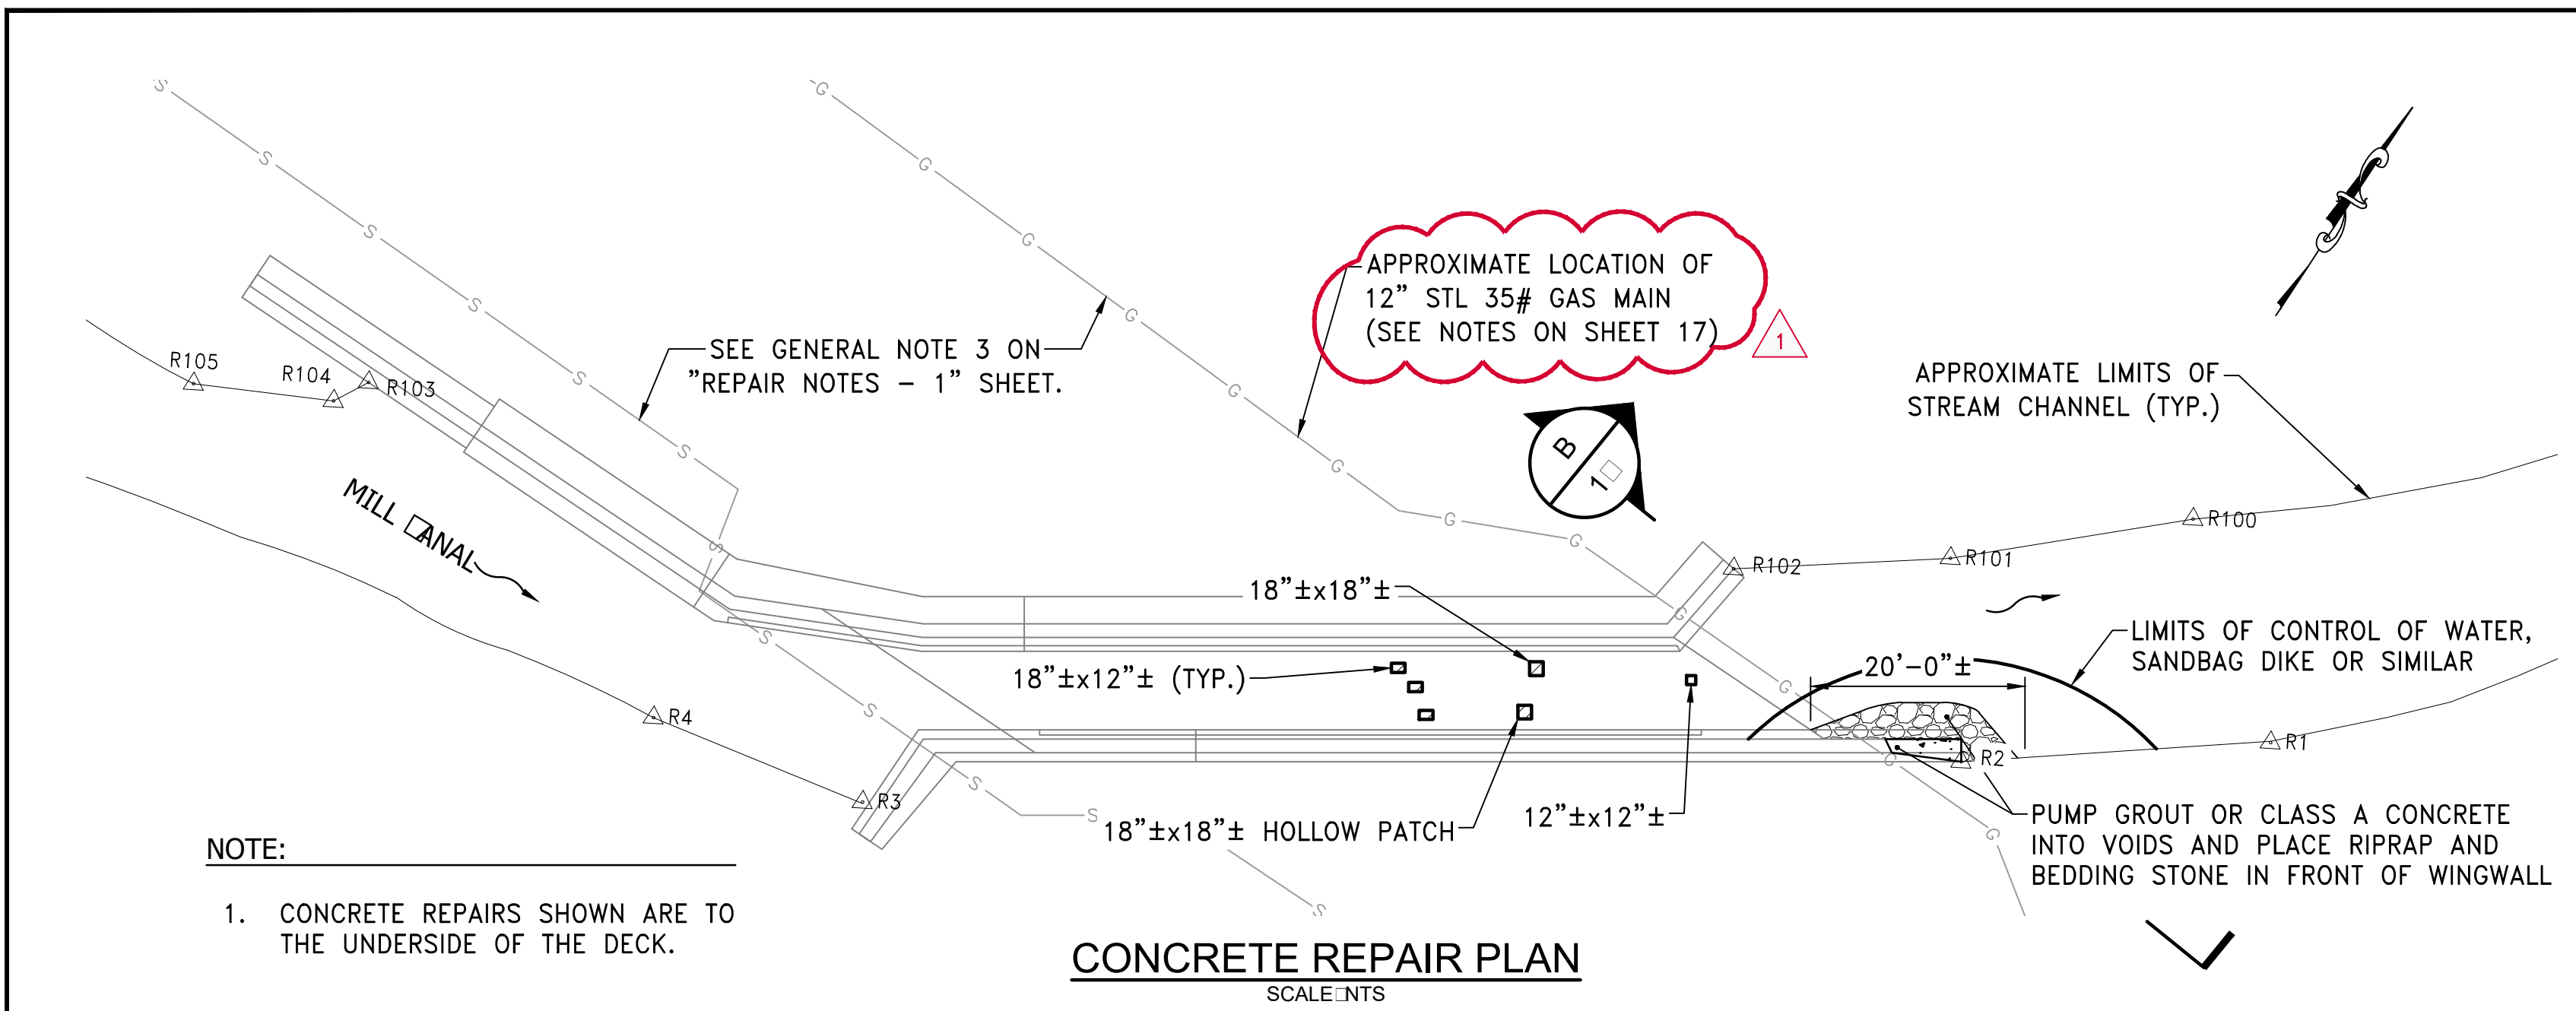 APPROXIMATE LOCATION OF
12" STL 35# GAS MAIN
(SEE NOTES ON SHEET 17)
1
SEE GENERAL NOTE 3 ON
"REPAIR NOTES – 1" SHEET.
APPROXIMATE LIMITS OF
STREAM CHANNEL (TYP.)
R105
R104
R103
B
R100
R101
R102
MILL □ANAL
1□
18"±x18"±
18"±x12"± (TYP.)
20'-0"±
LIMITS OF CONTROL OF WATER,
SANDBAG DIKE OR SIMILAR
R4
R3
R1
R2
18"±x18"± HOLLOW PATCH
12"±x12"±
PUMP GROUT OR CLASS A CONCRETE
INTO VOIDS AND PLACE RIPRAP AND
BEDDING STONE IN FRONT OF WINGWALL
NOTE:
1. CONCRETE REPAIRS SHOWN ARE TO
THE UNDERSIDE OF THE DECK.
CONCRETE REPAIR PLAN
SCALE□NTS
S
S
S
S
S
S
S
S
S
S
S
S
G
G
G
G
G
G
G
G
G
G
G
G